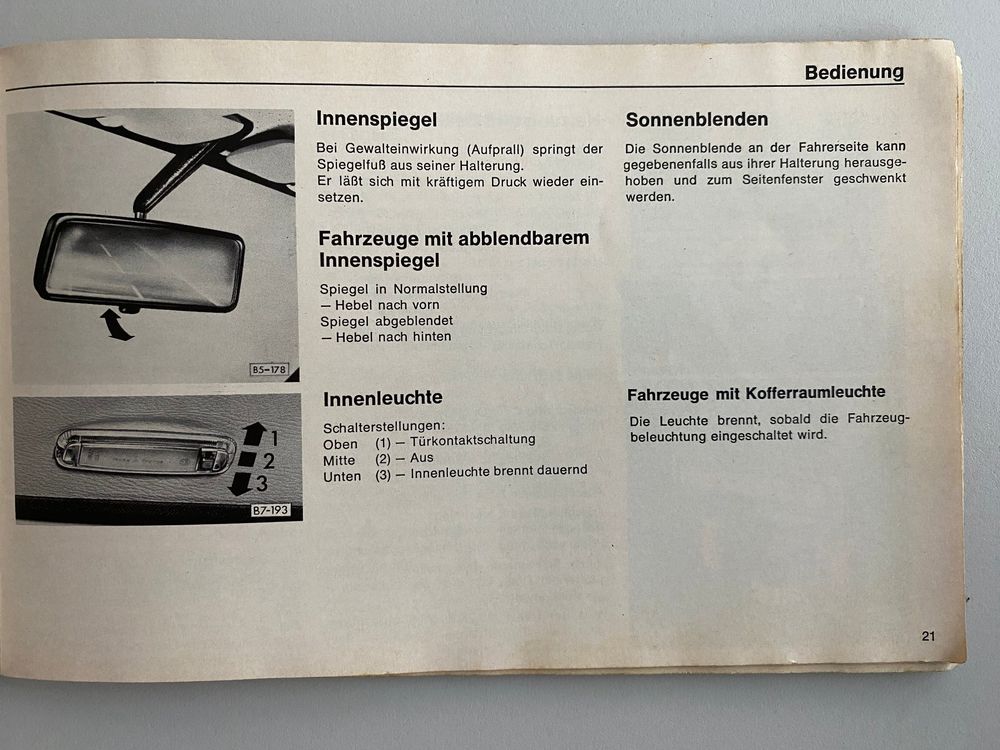 Bedienung
Innenspiegel
Bei Gewalteinwirkung (Aufprall) springt der
Spiegelfuß aus seiner Halterung.
Er läßt sich mit kräftigem Druck wieder ein-
setzen.
Fahrzeuge mit abblendbarem
Innenspiegel
Spiegel in Normalstellung
— Hebel nach vorn
Spiegel abgeblendet
— Hebel nach hinten
B5-178
Innenleuchte
Schalterstellungen:
Oben (1) — Türkontaktschaltung
Mitte (2) — Aus
Unten (3) — Innenleuchte brennt dauernd
1
2
3
B7-193
Sonnenblenden
Die Sonnenblende an der Fahrerseite kann
gegebenenfalls aus ihrer Halterung herausge-
hoben und zum Seitenfenster geschwenkt
werden.
Fahrzeuge mit Kofferraumleuchte
Die Leuchte brennt, sobald die Fahrzeug-
beleuchtung eingeschaltet wird.
21